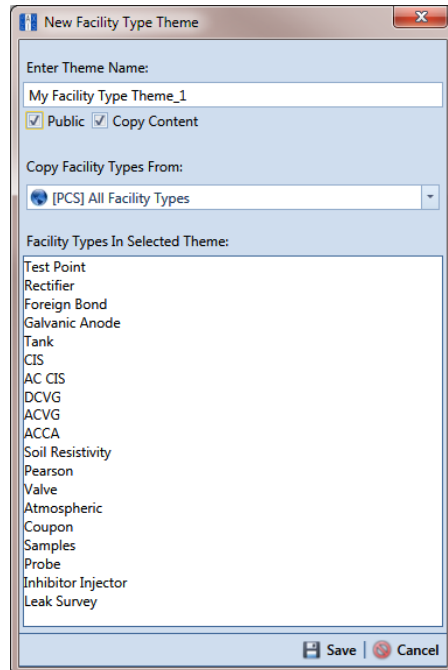 New Facility Type Theme
Enter Theme Name:
My Facility Type Theme_1
Public Copy Content
Copy Facility Types From:
[PCS] All Facility Types
Facility Types In Selected Theme:
Test Point
Rectifier
Foreign Bond
Galvanic Anode
Tank
CIS
AC CIS
DCVG
ACVG
ACCA
Soil Resistivity
Pearson
Valve
Atmospheric
Coupon
Samples
Probe
Inhibitor Injector
Leak Survey
Save | Cancel